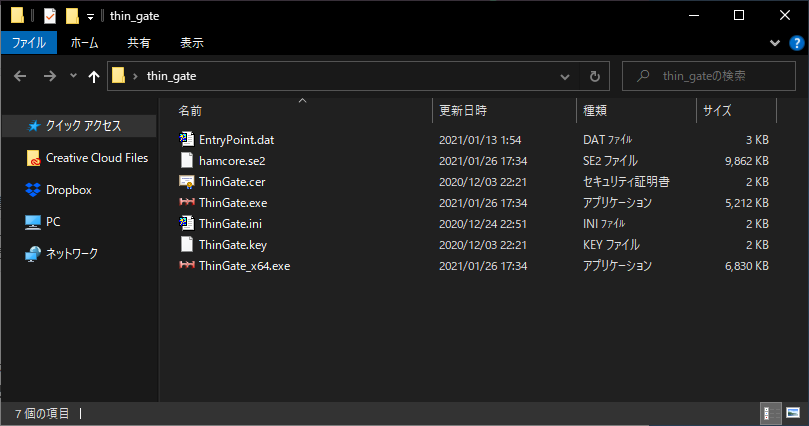 thin_gate
ファイル ホーム 共有 表示
thin_gate thin_gateの検索
名前 更新日時 種類 サイズ
クイック アクセス
Creative Cloud Files
Dropbox
PC
ネットワーク
EntryPoint.dat 2021/01/13 1:54 DAT ファイル 3 KB
hamcore.se2 2021/01/26 17:34 SE2 ファイル 9,862 KB
ThinGate.cer 2020/12/03 22:21 セキュリティ証明書 2 KB
ThinGate.exe 2021/01/26 17:34 アプリケーション 5,212 KB
ThinGate.ini 2020/12/24 22:51 INI ファイル 2 KB
ThinGate.key 2020/12/03 22:21 KEY ファイル 2 KB
ThinGate_x64.exe 2021/01/26 17:34 アプリケーション 6,830 KB
7 個の項目